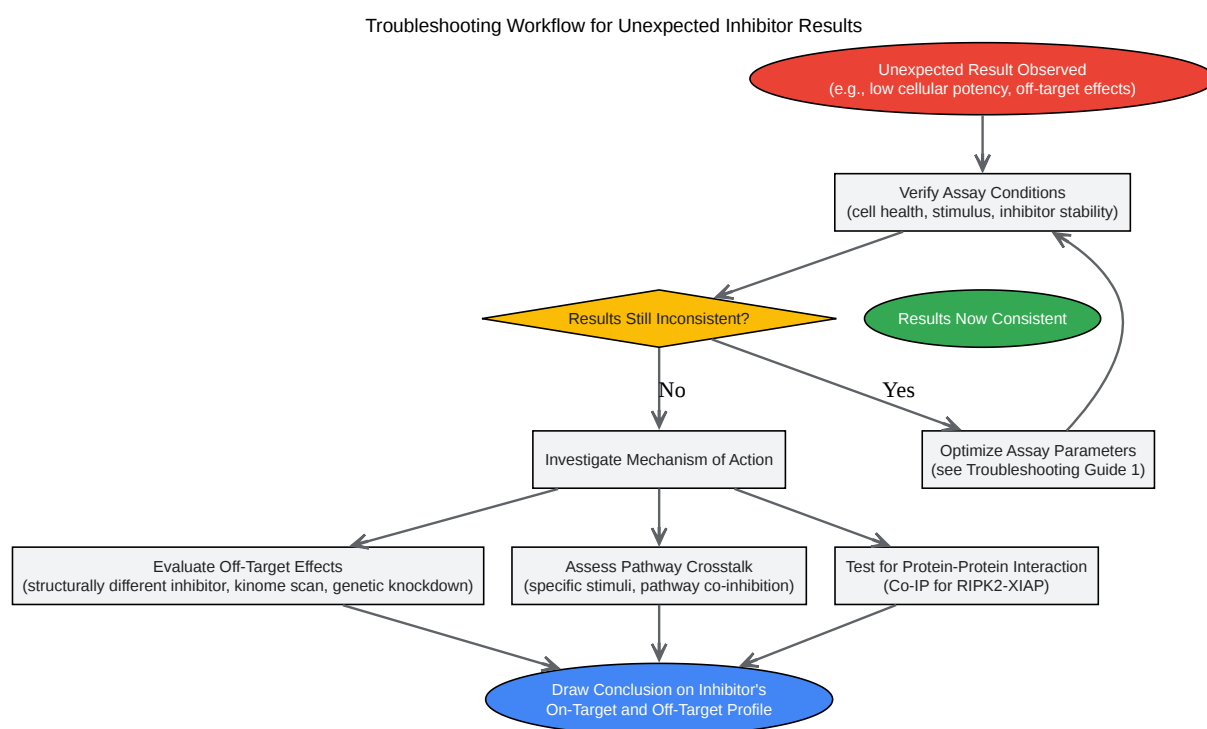 Troubleshooting Workflow for Unexpected Inhibitor Results
Unexpected Result Observed
(e.g., low cellular potency, off-target effects)
Verify Assay Conditions
(cell health, stimulus, inhibitor stability)
Results Still Inconsistent?
Results Now Consistent
No
Yes
Investigate Mechanism of Action
Optimize Assay Parameters
(see Troubleshooting Guide 1)
Evaluate Off-Target Effects
(structurally different inhibitor, kinome scan, genetic knockdown)
Assess Pathway Crosstalk
(specific stimuli, pathway co-inhibition)
Test for Protein-Protein Interaction
(Co-IP for RIPK2-XIAP)
Draw Conclusion on Inhibitor's
On-Target and Off-Target Profile